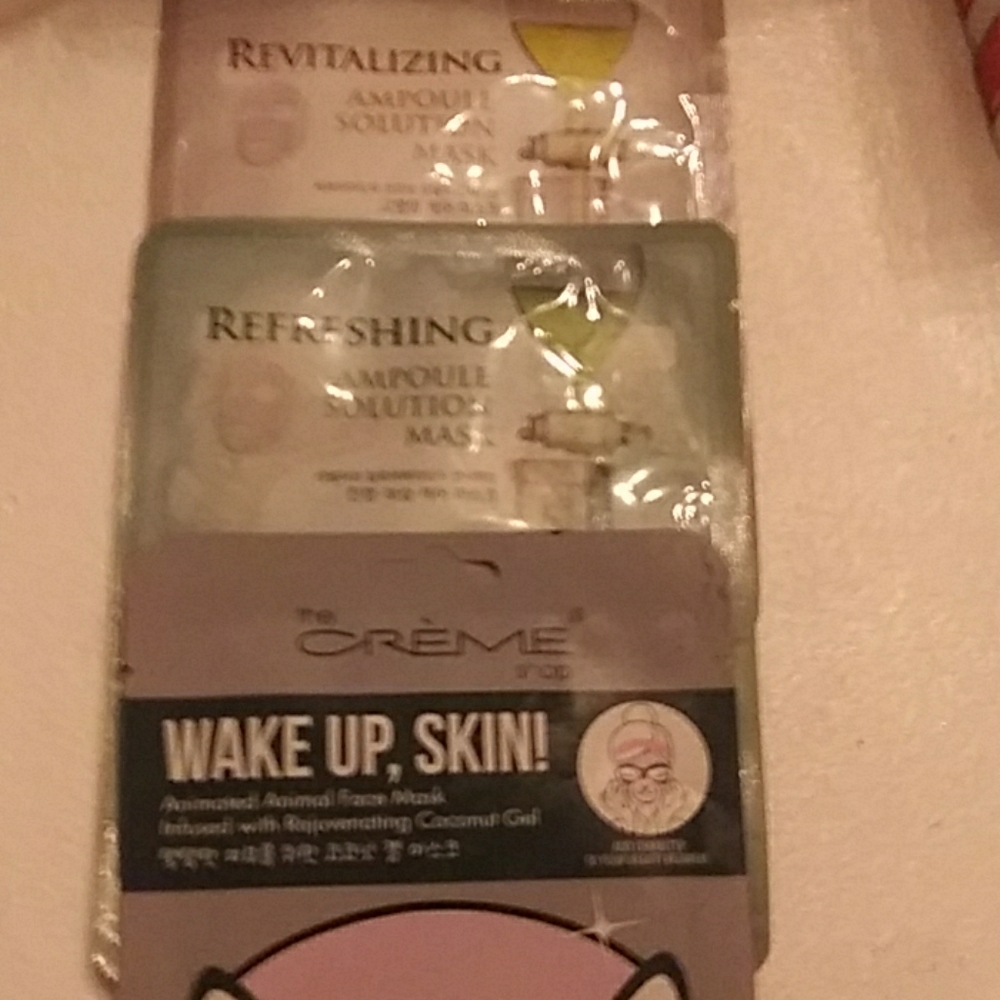 REVITALIZING
AMPOULE
SOLUTION
MASK
REFRESHING
AMPOULE
SOLUTION
MASK
THE
CRÈME
SHOP
WAKE UP, SKIN!
Animated Animal Face Mask
Infused with Rejuvenating Coconut Gel